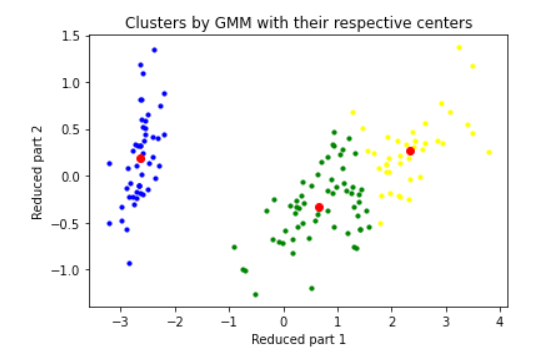 Clusters by GMM with their respective centers
1.5
1.0
0.5
0.0
−0.5
−1.0
Reduced part 2
−3 −2 −1 0 1 2 3 4
Reduced part 1